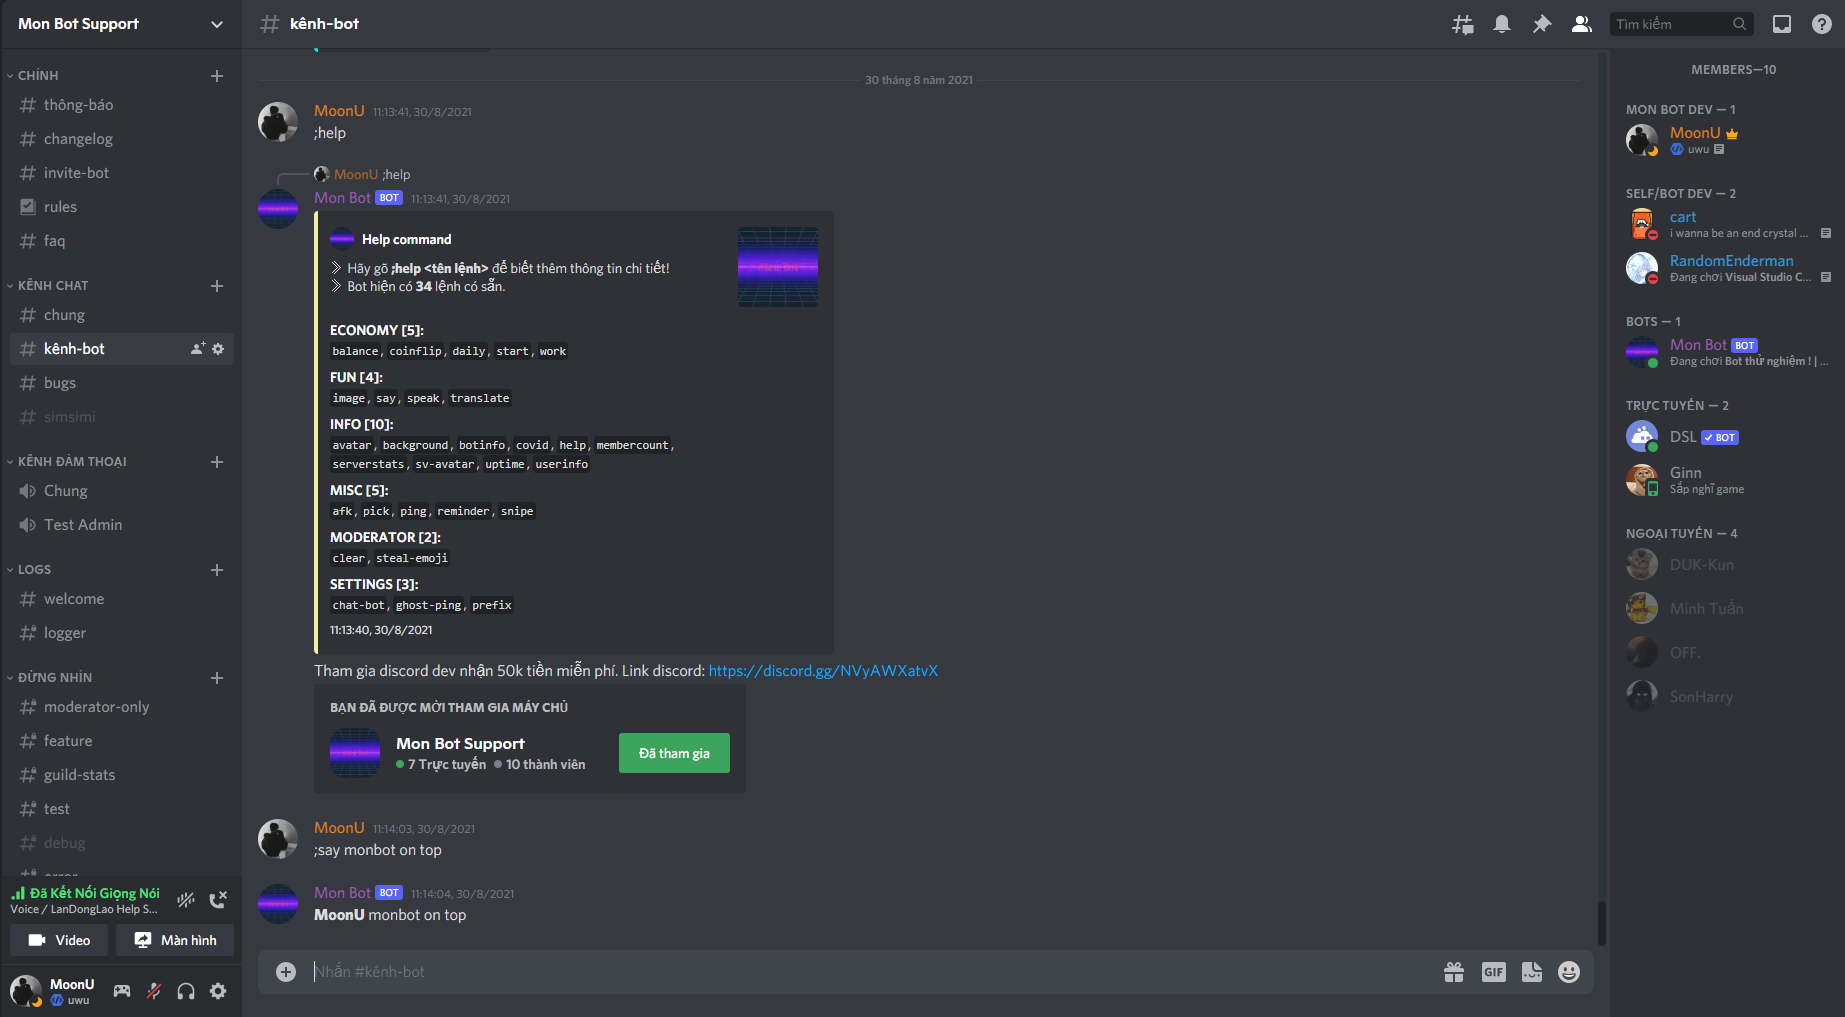 Mon Bot Support
CHÍNH
thông-báo
changelog
invite-bot
rules
faq
KÊNH CHAT
chung
kênh-bot
bugs
simsimi
KÊNH ĐÀM THOẠI
Chung
Test Admin
LOGS
welcome
logger
ĐỪNG NHÌN
moderator-only
feature
guild-stats
test
debug
Đã Kết Nối Giọng Nói
Voice / LanDongLao Help S...
Video
Màn hình
MoonU
uwu
kênh-bot
Tìm kiếm
30 tháng 8 năm 2021
MoonU 11:13:41, 30/8/2021
;help
MoonU ;help
Mon Bot BOT 11:13:41, 30/8/2021
Help command
Hãy gõ ;help <tên lệnh> để biết thêm thông tin chi tiết!
Bot hiện có 34 lệnh có sẵn.
ECONOMY [5]:
balance, coinflip, daily, start, work
FUN [4]:
image, say, speak, translate
INFO [10]:
avatar, background, botinfo, covid, help, membercount,
serverstats, sv-avatar, uptime, userinfo
MISC [5]:
afk, pick, ping, reminder, snipe
MODERATOR [2]:
clear, steal-emoji
SETTINGS [3]:
chat-bot, ghost-ping, prefix
11:13:40, 30/8/2021
Tham gia discord dev nhận 50k tiền miễn phí. Link discord: https://discord.gg/NVyAWXatvX
BẠN ĐÃ ĐƯỢC MỜI THAM GIA MÁY CHỦ
Mon Bot Support
7 Trực tuyến 10 thành viên
Đã tham gia
MoonU 11:14:03, 30/8/2021
;say monbot on top
Mon Bot BOT 11:14:04, 30/8/2021
MoonU monbot on top
Nhắn #kênh-bot
GIF
MEMBERS—10
MON BOT DEV — 1
MoonU
uwu
SELF/BOT DEV — 2
cart
i wanna be an end crystal ...
RandomEnderman
Đang chơi Visual Studio C...
BOTS — 1
Mon Bot BOT
Đang chơi Bot thử nghiệm ! | ...
TRỰC TUYẾN — 2
DSL BOT
Ginn
Sắp nghĩ game
NGOẠI TUYẾN — 4
DUK-Kun
Minh Tuấn
OFF.
SonHarry